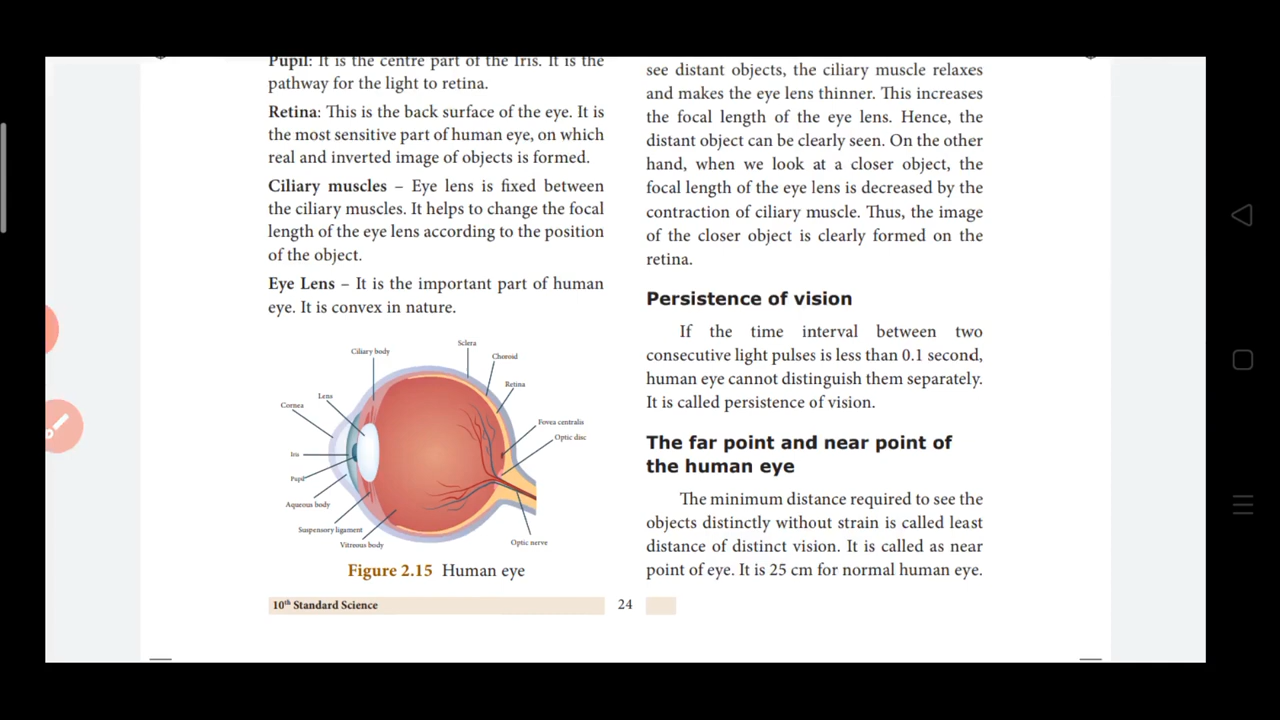 Pupil: It is the centre part of the Iris. It is the
pathway for the light to retina.
Retina: This is the back surface of the eye. It is
the most sensitive part of human eye, on which
real and inverted image of objects is formed.
Ciliary muscles – Eye lens is fixed between
the ciliary muscles. It helps to change the focal
length of the eye lens according to the position
of the object.
Eye Lens – It is the important part of human
eye. It is convex in nature.
Sclera
Ciliary body
Choroid
Retina
Lens
Cornea
Fovea centralis
Optic disc
Iris
Pupil
Aqueous body
Suspensory ligament
Vitreous body
Optic nerve
Figure 2.15 Human eye
10th Standard Science
24
see distant objects, the ciliary muscle relaxes
and makes the eye lens thinner. This increases
the focal length of the eye lens. Hence, the
distant object can be clearly seen. On the other
hand, when we look at a closer object, the
focal length of the eye lens is decreased by the
contraction of ciliary muscle. Thus, the image
of the closer object is clearly formed on the
retina.
Persistence of vision
If the time interval between two
consecutive light pulses is less than 0.1 second,
human eye cannot distinguish them separately.
It is called persistence of vision.
The far point and near point of
the human eye
The minimum distance required to see the
objects distinctly without strain is called least
distance of distinct vision. It is called as near
point of eye. It is 25 cm for normal human eye.